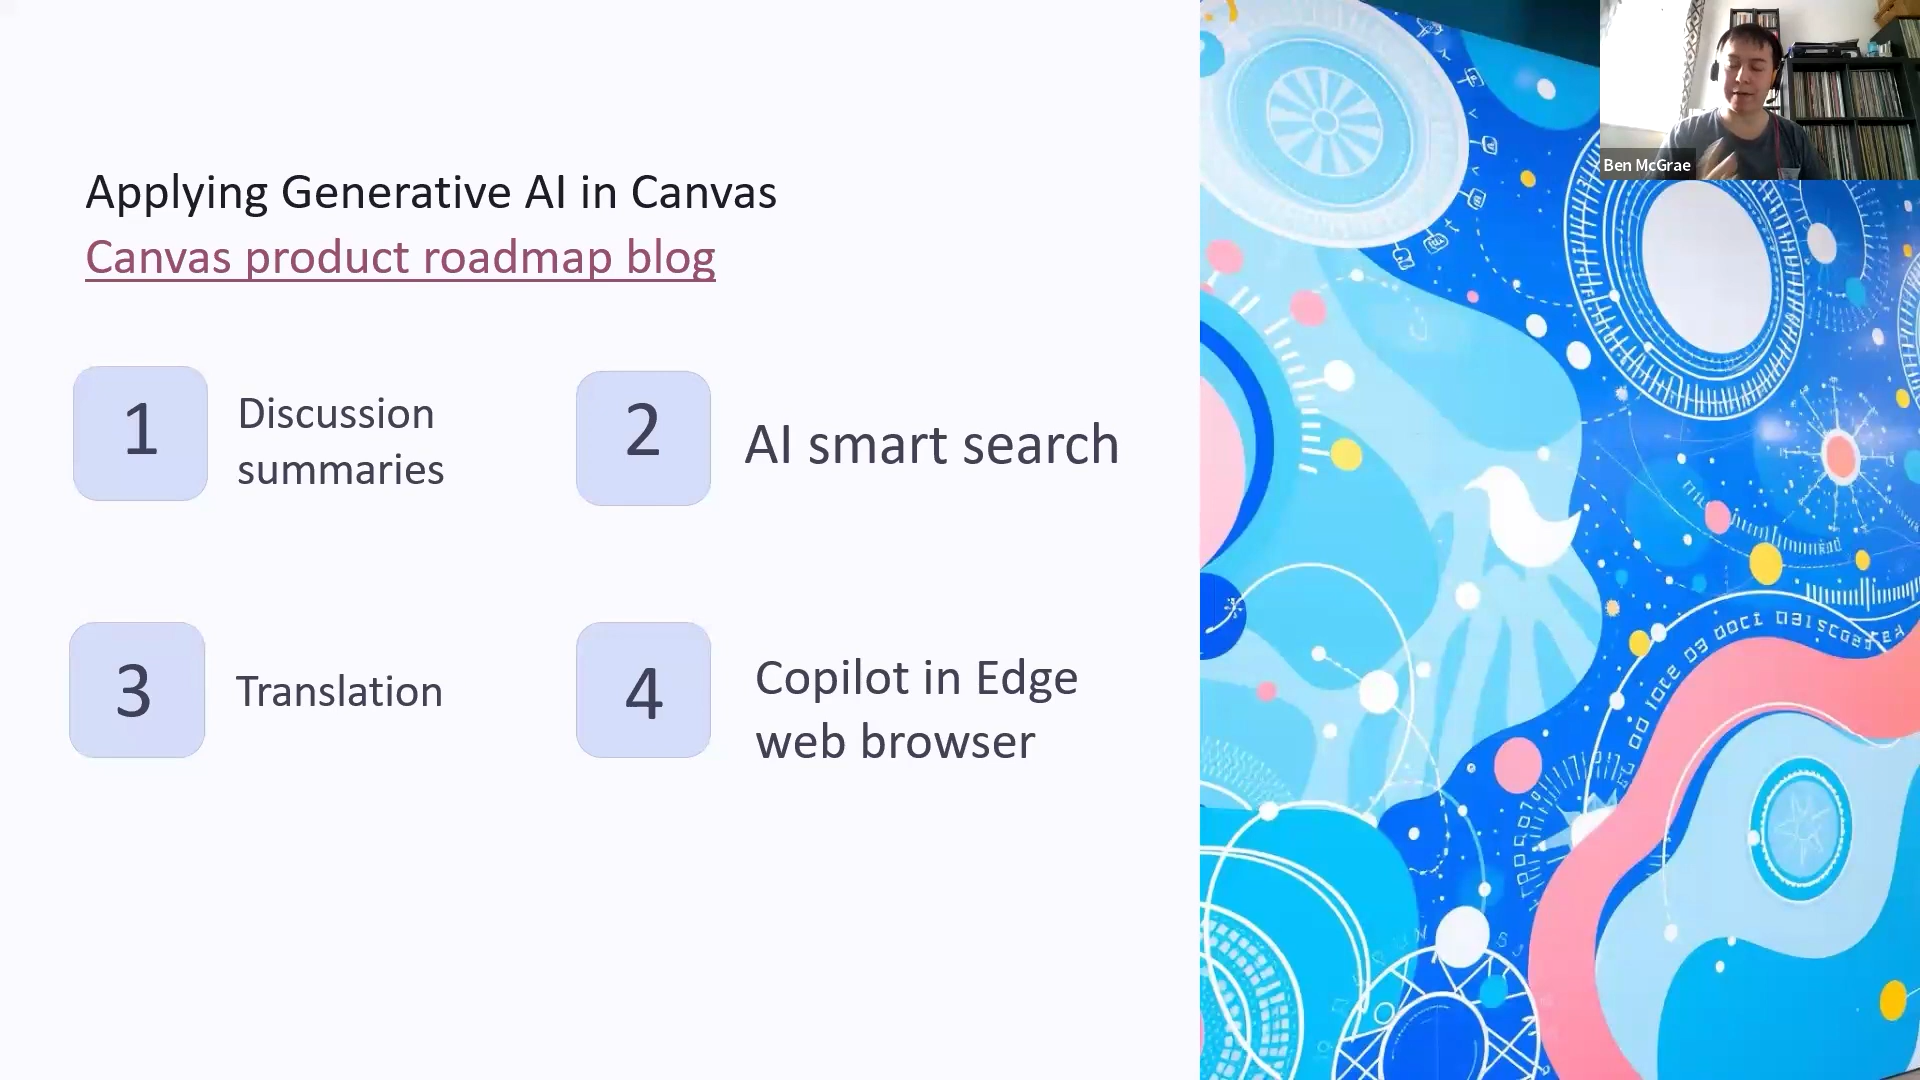 Applying Generative AI in Canvas
Canvas product roadmap blog
1
Discussion
summaries
2
AI smart search
3
Translation
4
Copilot in Edge
web browser
Ben McGrae